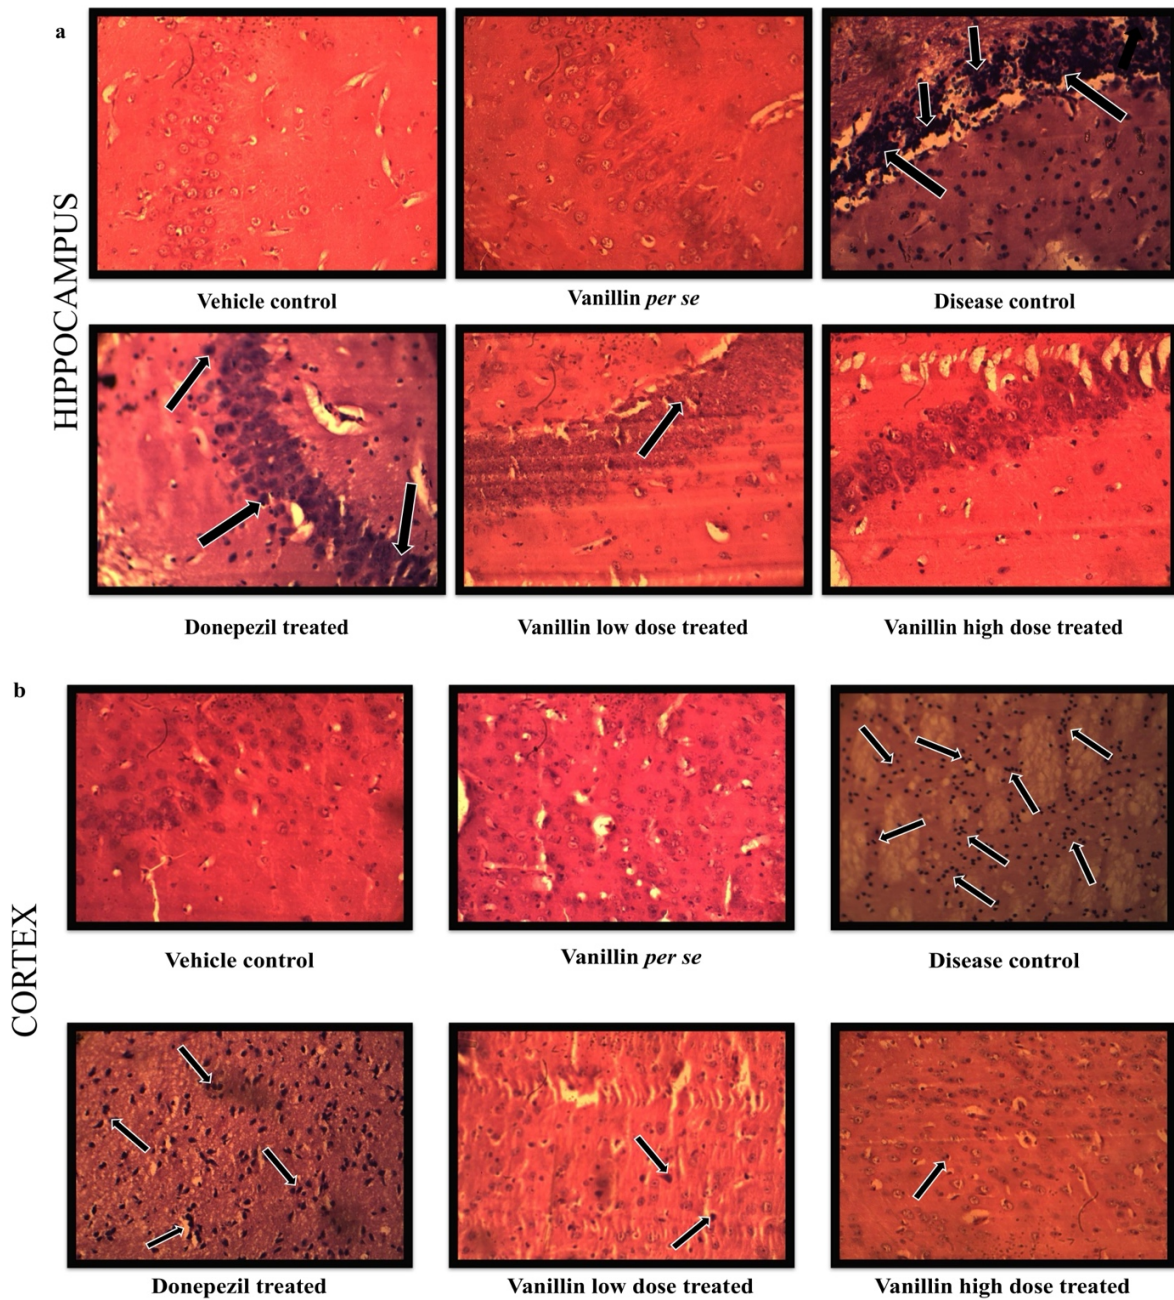 a
HIPPOCAMPUS
Vehicle control
Vanillin per se
Disease control
Donepezil treated
Vanillin low dose treated
Vanillin high dose treated
b
CORTEX
Vehicle control
Vanillin per se
Disease control
Donepezil treated
Vanillin low dose treated
Vanillin high dose treated